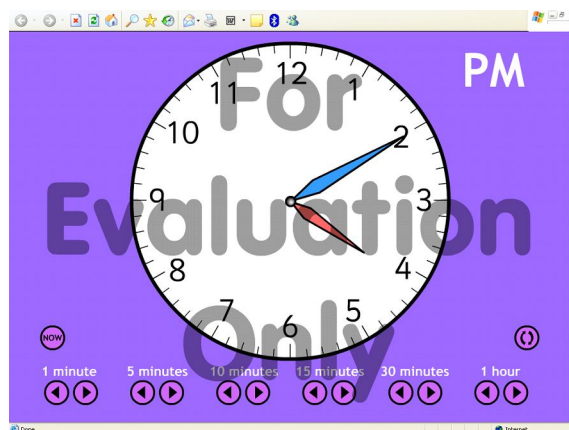 PM
12
11 1
10 2
9 3
8 4
7 5
6
For
Evaluation
Only
NOW
1 minute 5 minutes 10 minutes 15 minutes 30 minutes 1 hour
Done Internet